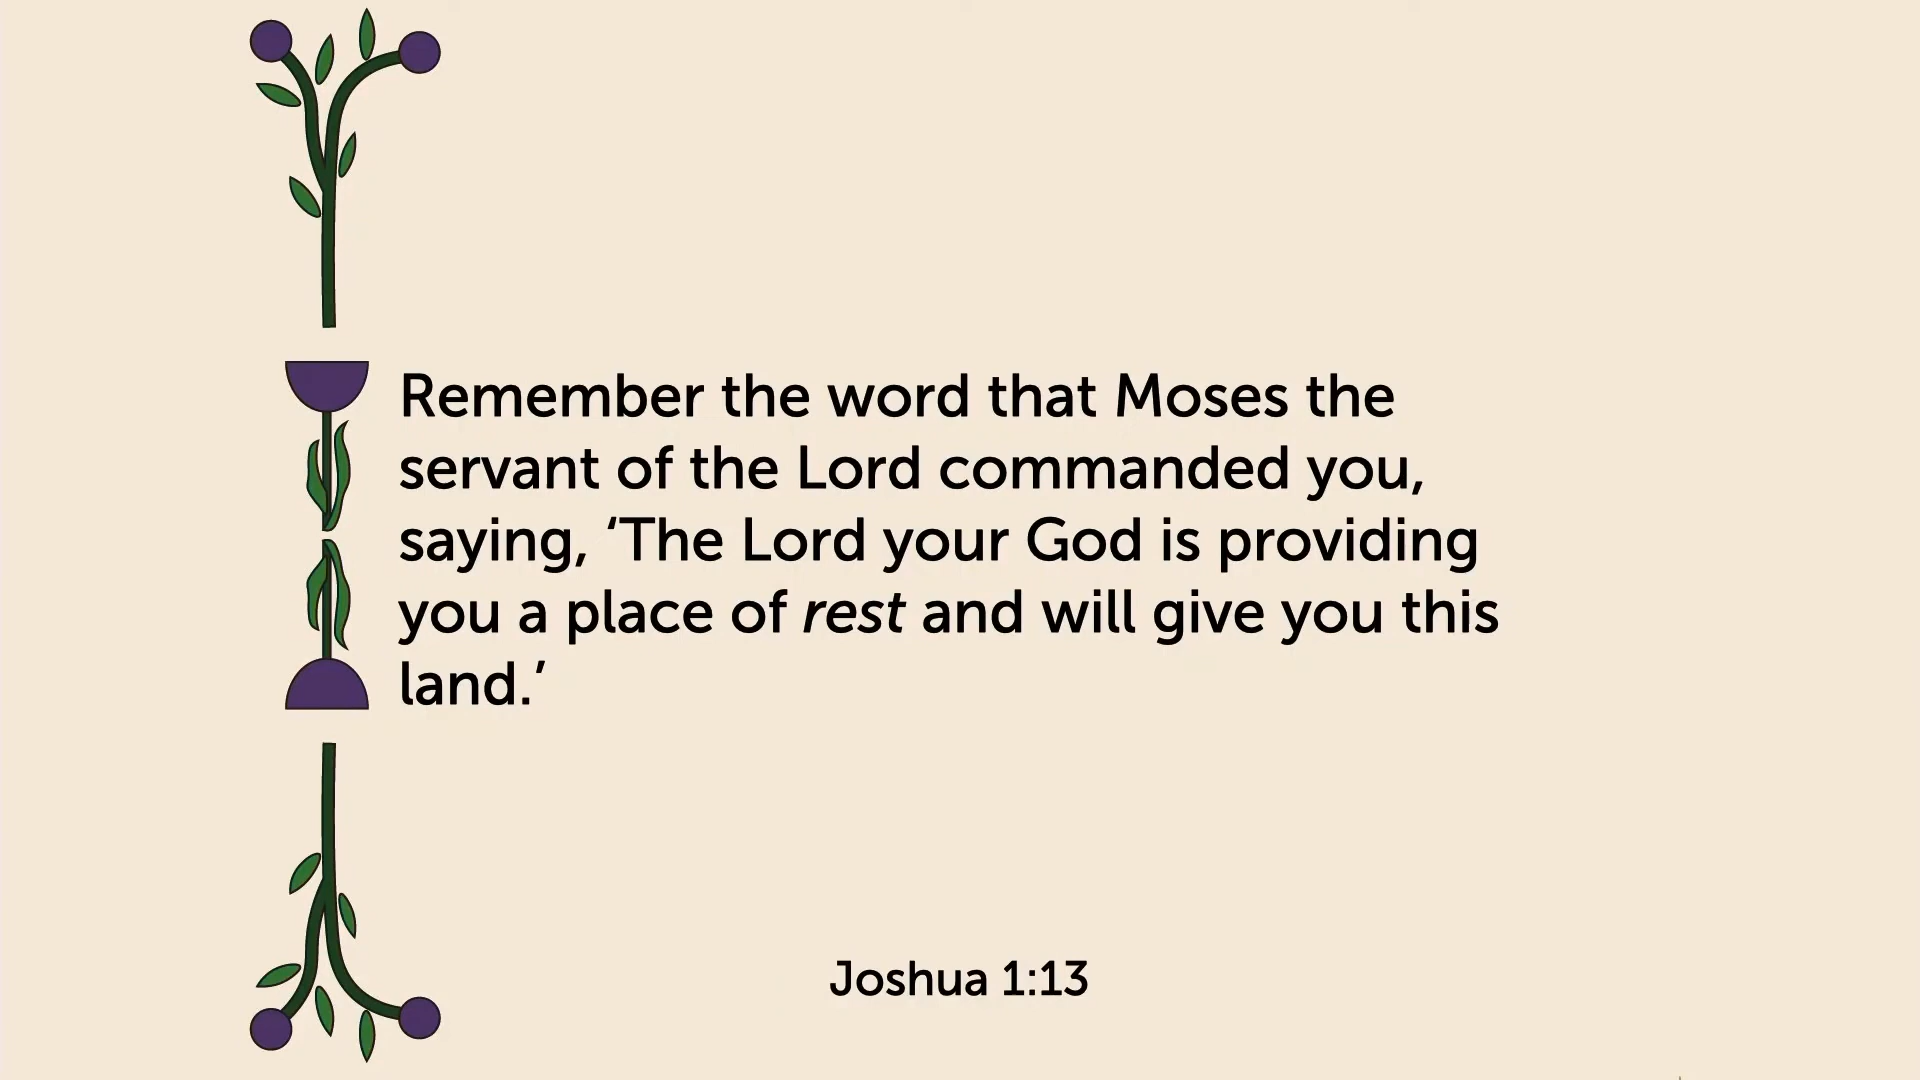 Remember the word that Moses the
servant of the Lord commanded you,
saying, ‘The Lord your God is providing
you a place of rest and will give you this
land.’
Joshua 1:13